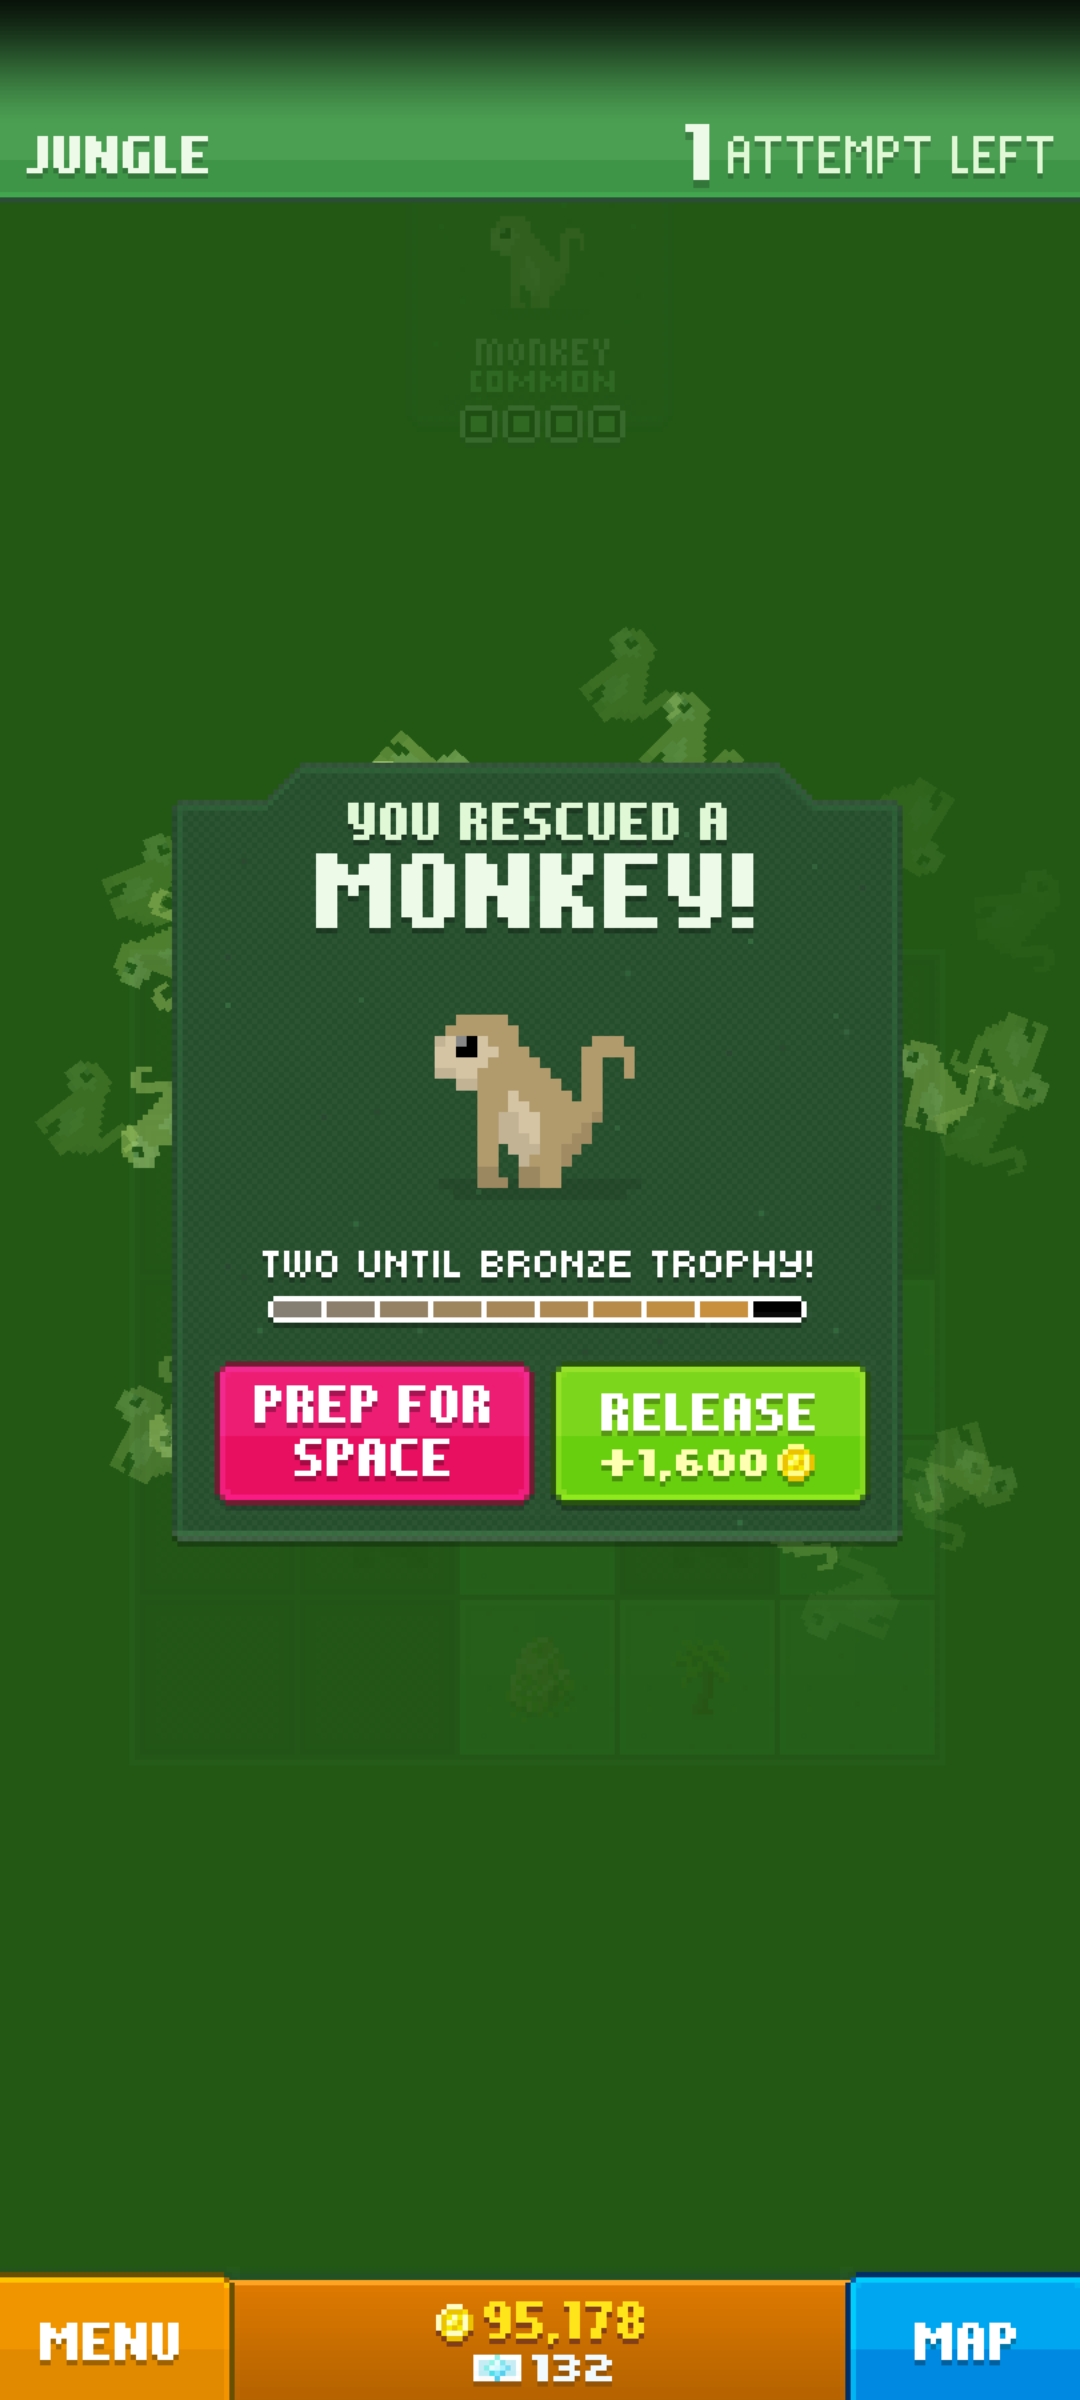 JUNGLE
1 ATTEMPT LEFT
MONKEY
COMMON
YOU RESCUED A
MONKEY!
TWO UNTIL BRONZE TROPHY!
PREP FOR
SPACE
RELEASE
+1,600
MENU
95,178
132
MAP